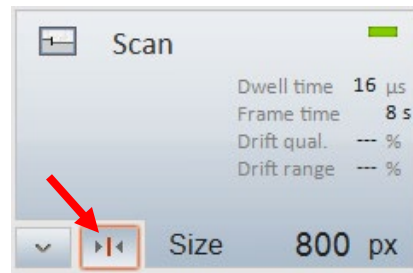 Scan
Dwell time 16 µs
Frame time 8 s
Drift qual. --- %
Drift range --- %
Size 800 px